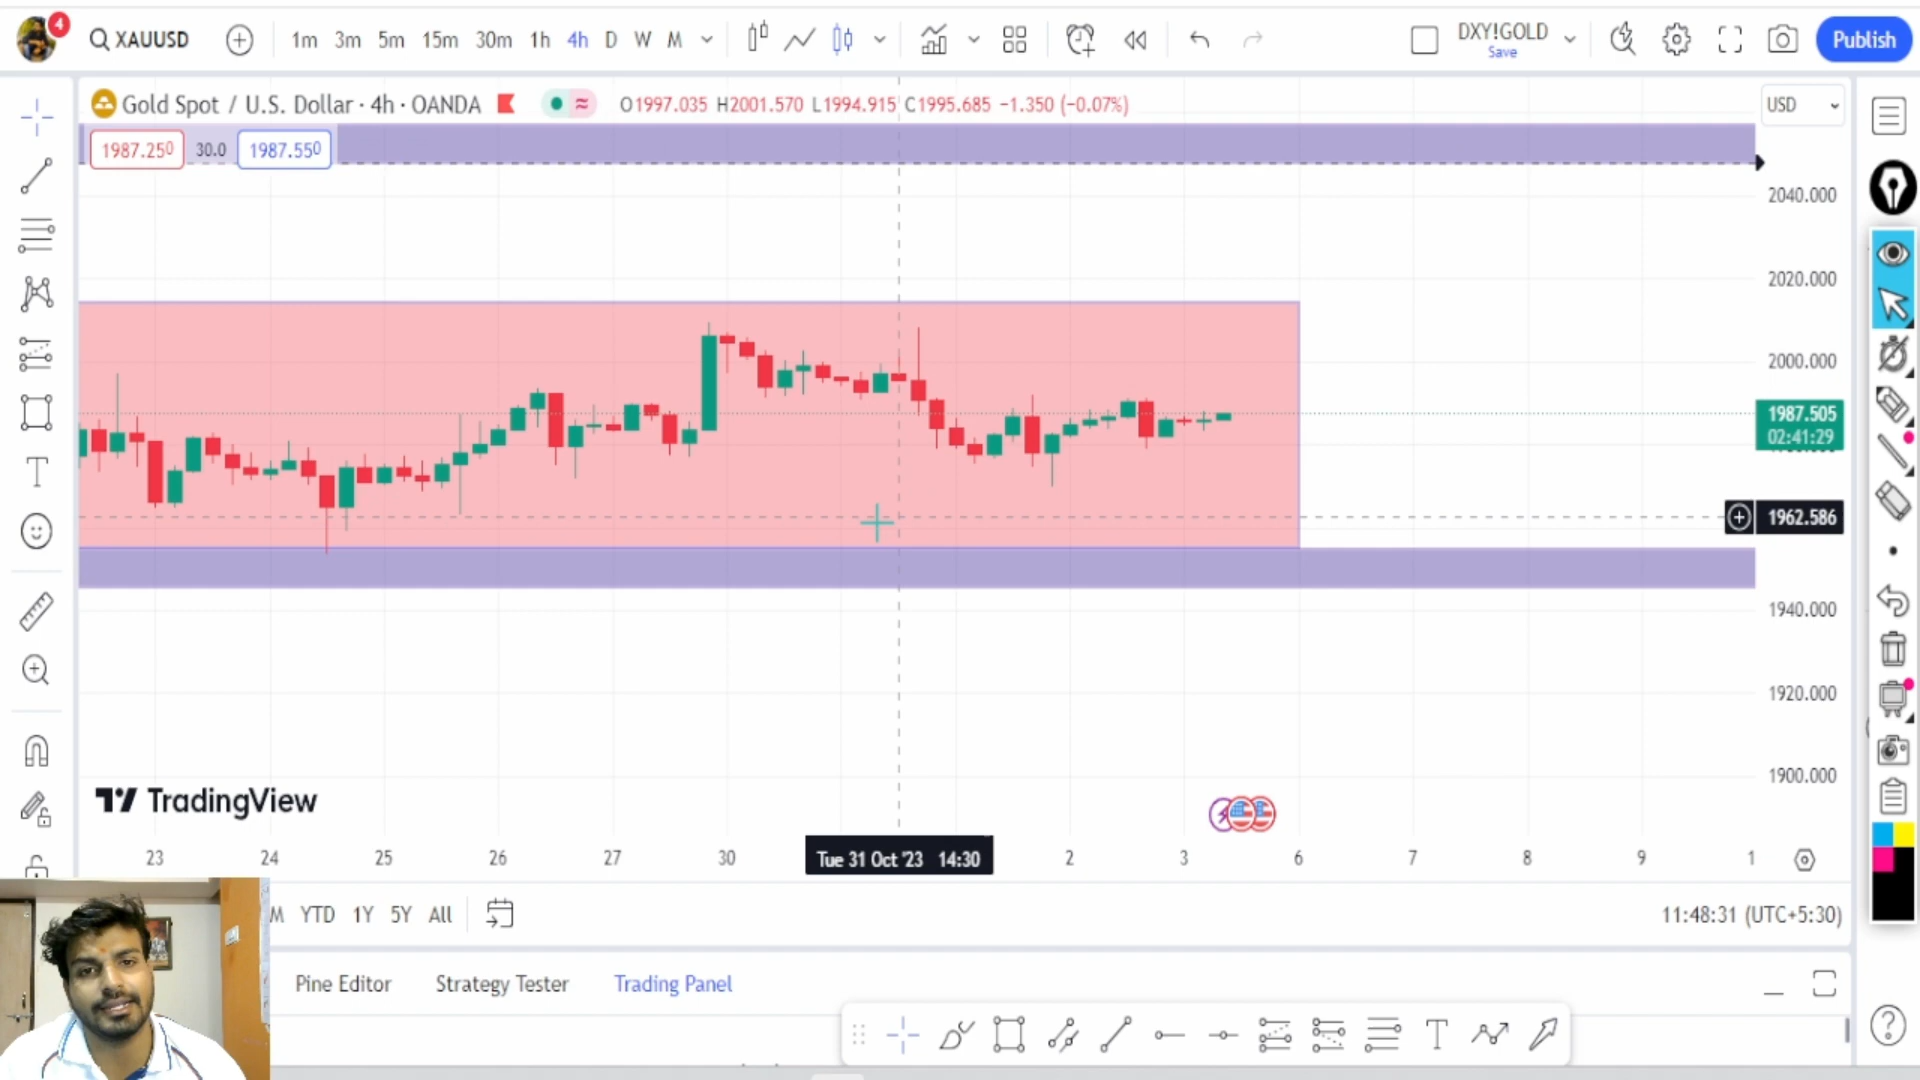 4
XAUUSD
1m 3m 5m 15m 30m 1h 4h D W M
DXY!GOLD
Save
Publish
Gold Spot / U.S. Dollar · 4h · OANDA
O1997.035 H2001.570 L1994.915 C1995.685 −1.350 (−0.07%)
USD
1987.250 30.0 1987.550
2040.000
2020.000
2000.000
1987.505
02:41:29
1962.586
1940.000
1920.000
1900.000
TradingView
23 24 25 26 27 30 Tue 31 Oct '23 14:30 2 3 6 7 8 9 1
YTD 1Y 5Y All
11:48:31 (UTC+5:30)
Pine Editor Strategy Tester Trading Panel